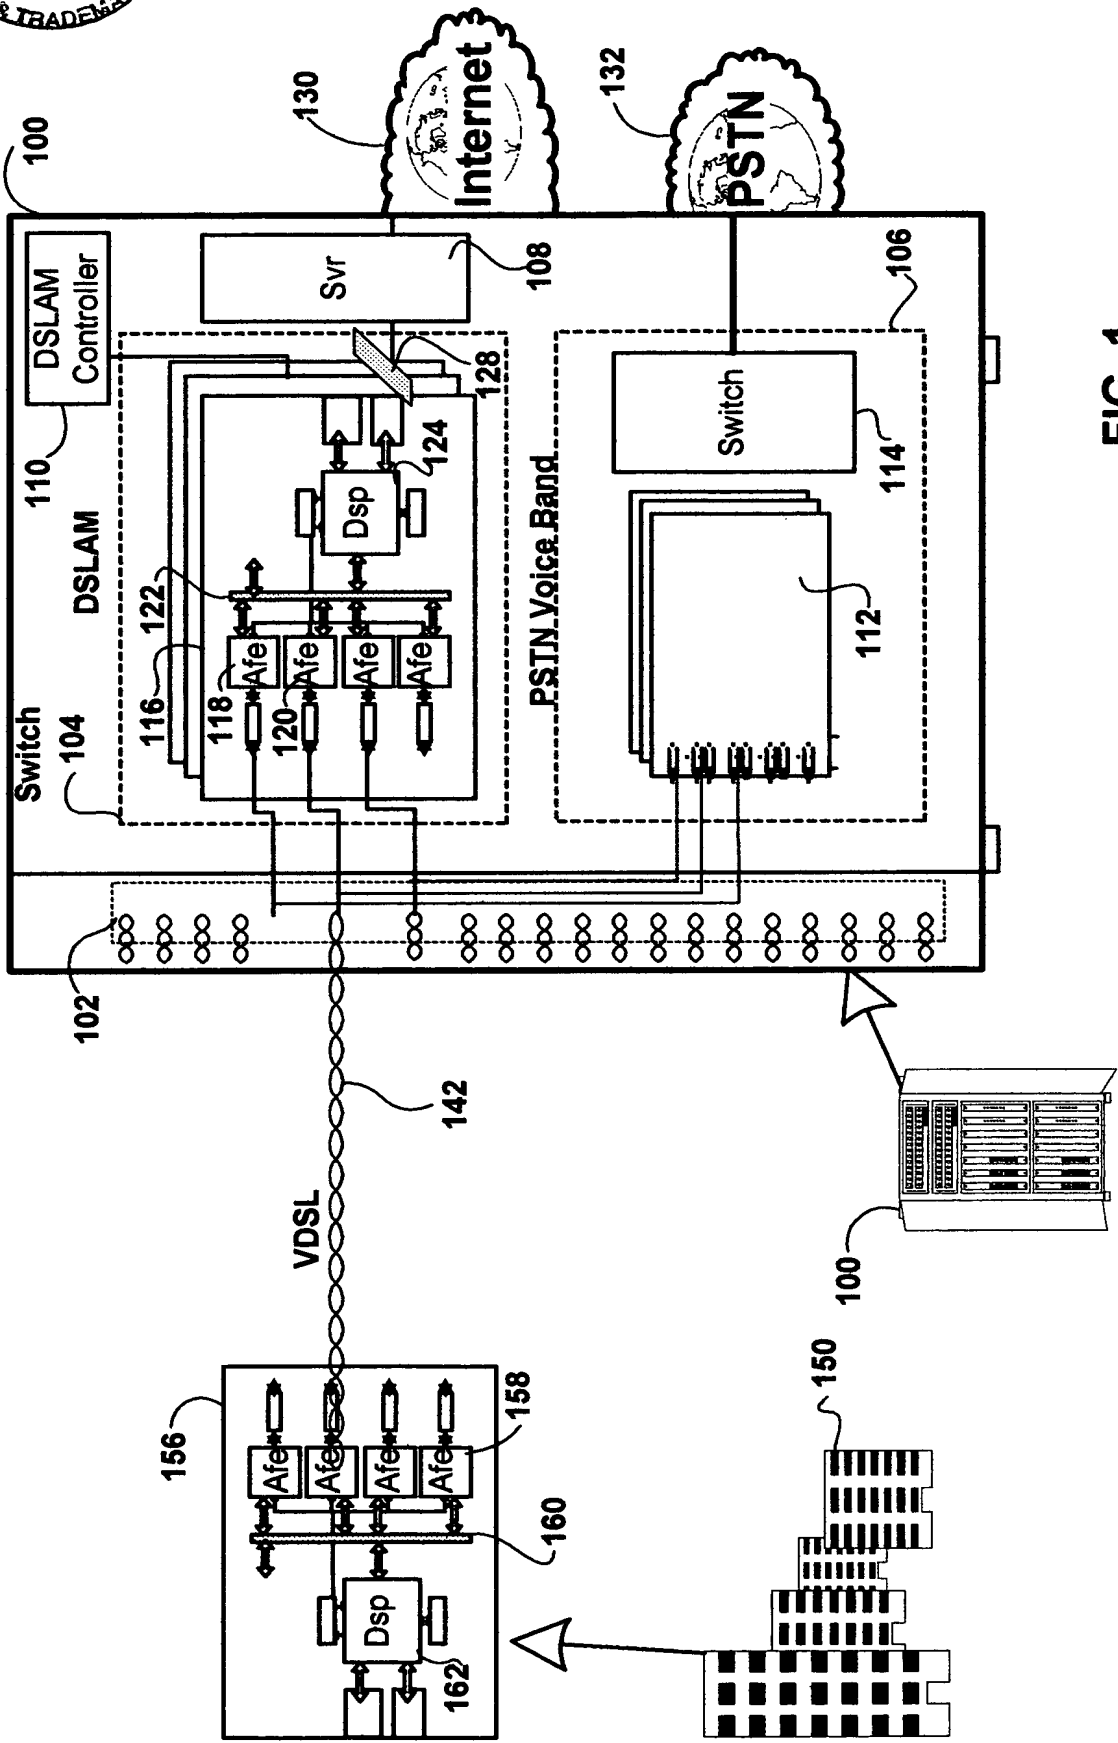 & TRADEMA
Switch
100
104
DSLAM
110
DSLAM
Controller
116
122
118
Afe
120
Afe
Afe
Afe
Dsp
124
128
Svr
108
130
Internet
132
PSTN
102
PSTN Voice Band
106
112
Switch
114
156
Afe
Afe
Afe
Afe
158
160
Dsp
162
VDSL
142
150
100